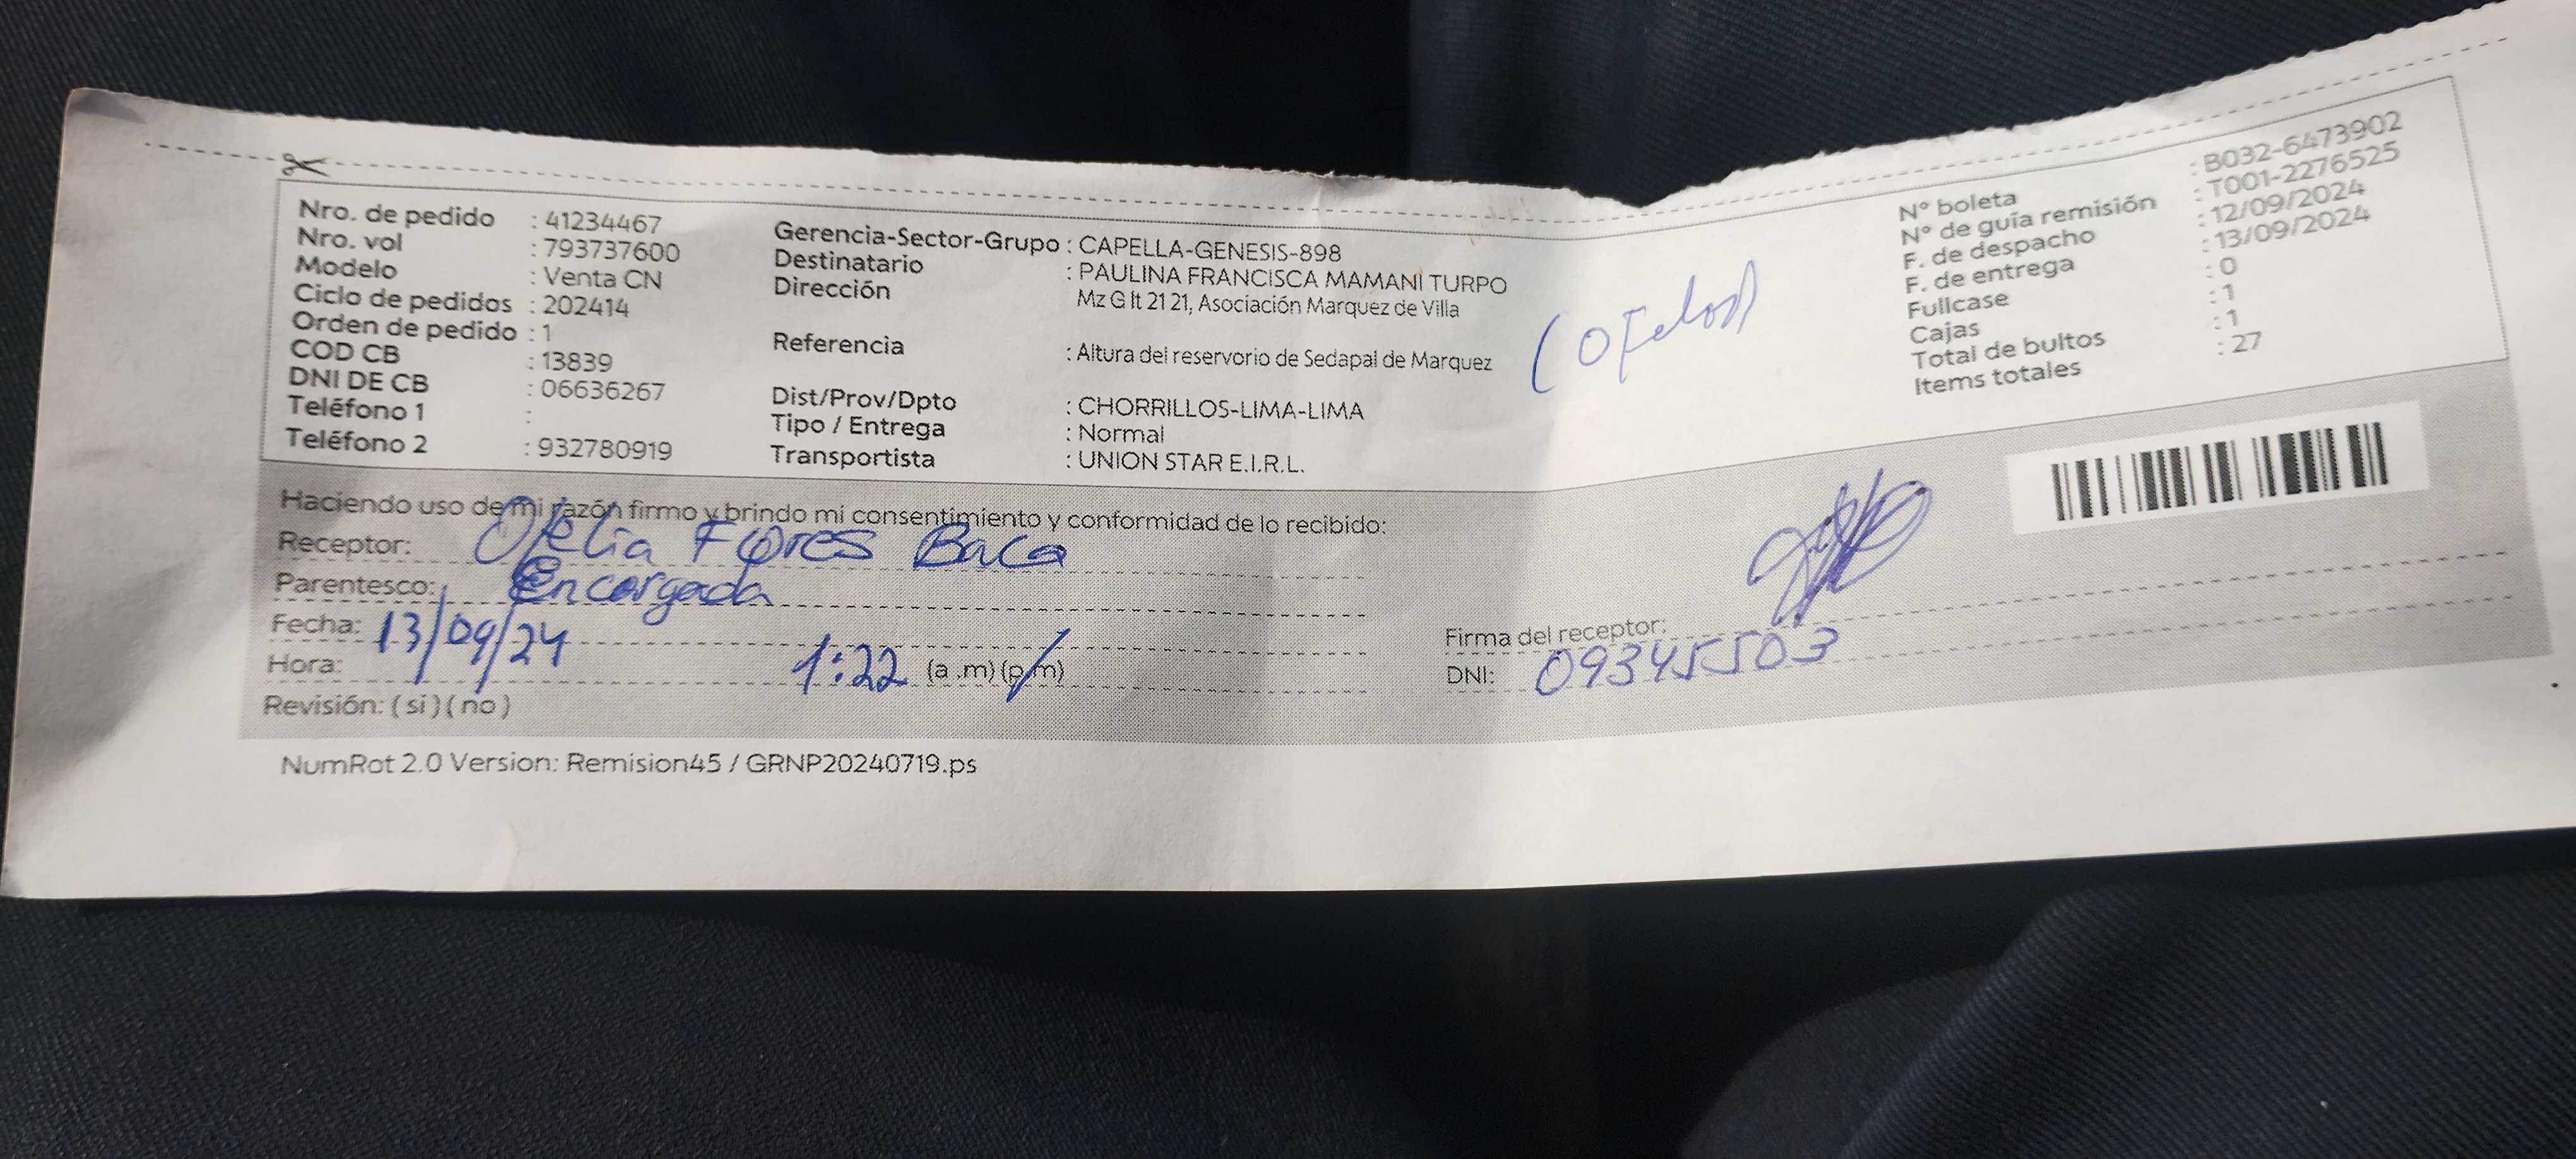 Nro. de pedido : 41234467
Nro. vol : 793737600
Modelo : Venta CN
Ciclo de pedidos : 202414
Orden de pedido : 1
COD CB : 13839
DNI DE CB : 06636267
Teléfono 1 :
Teléfono 2 : 932780919
Gerencia-Sector-Grupo : CAPELLA-GENESIS-898
Destinatario : PAULINA FRANCISCA MAMANI TURPO
Dirección Mz G lt 21 21, Asociación Marquez de Villa
Referencia : Altura del reservorio de Sedapal de Marquez
Dist/Prov/Dpto : CHORRILLOS-LIMA-LIMA
Tipo / Entrega : Normal
Transportista : UNION STAR E.I.R.L.
N° boleta : B032-6473902
N° de guía remisión : T001-2276525
F. de despacho : 12/09/2024
F. de entrega : 13/09/2024
Fullcase : 0
Cajas : 1
Total de bultos : 1
Items totales : 27
Haciendo uso de mi razón firmo y brindo mi consentimiento y conformidad de lo recibido:
Receptor: Ofelia Flores Baca
Parentesco: Encargada
Fecha: 13/09/24
Hora: 1:22 (a .m) (p.m)
Revisión: ( si ) ( no )
Firma del receptor:
DNI: 09345503
NumRot 2.0 Version: Remision45 / GRNP20240719.ps